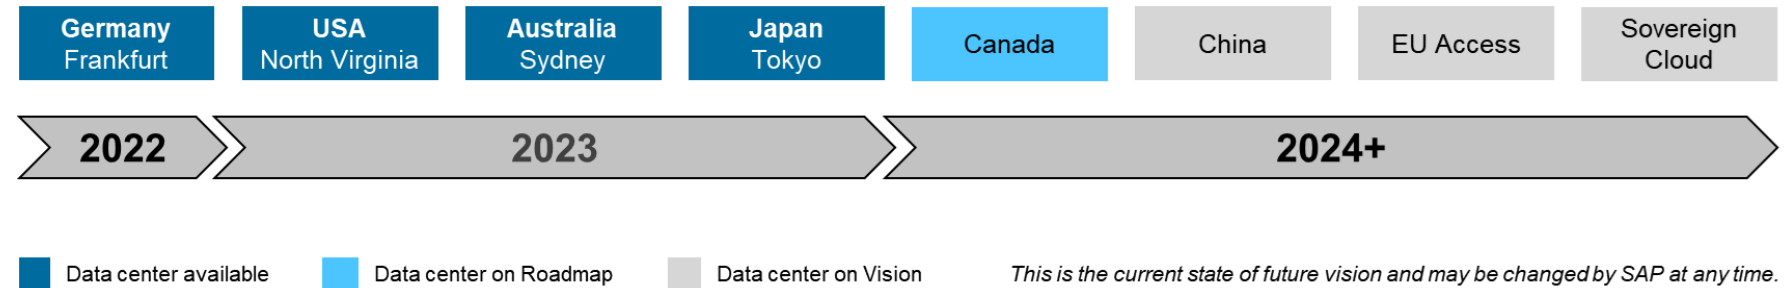 Germany
Frankfurt
USA
North Virginia
Australia
Sydney
Japan
Tokyo
Canada
China
EU Access
Sovereign
Cloud
2022
2023
2024+
Data center available
Data center on Roadmap
Data center on Vision
This is the current state of future vision and may be changed by SAP at any time.